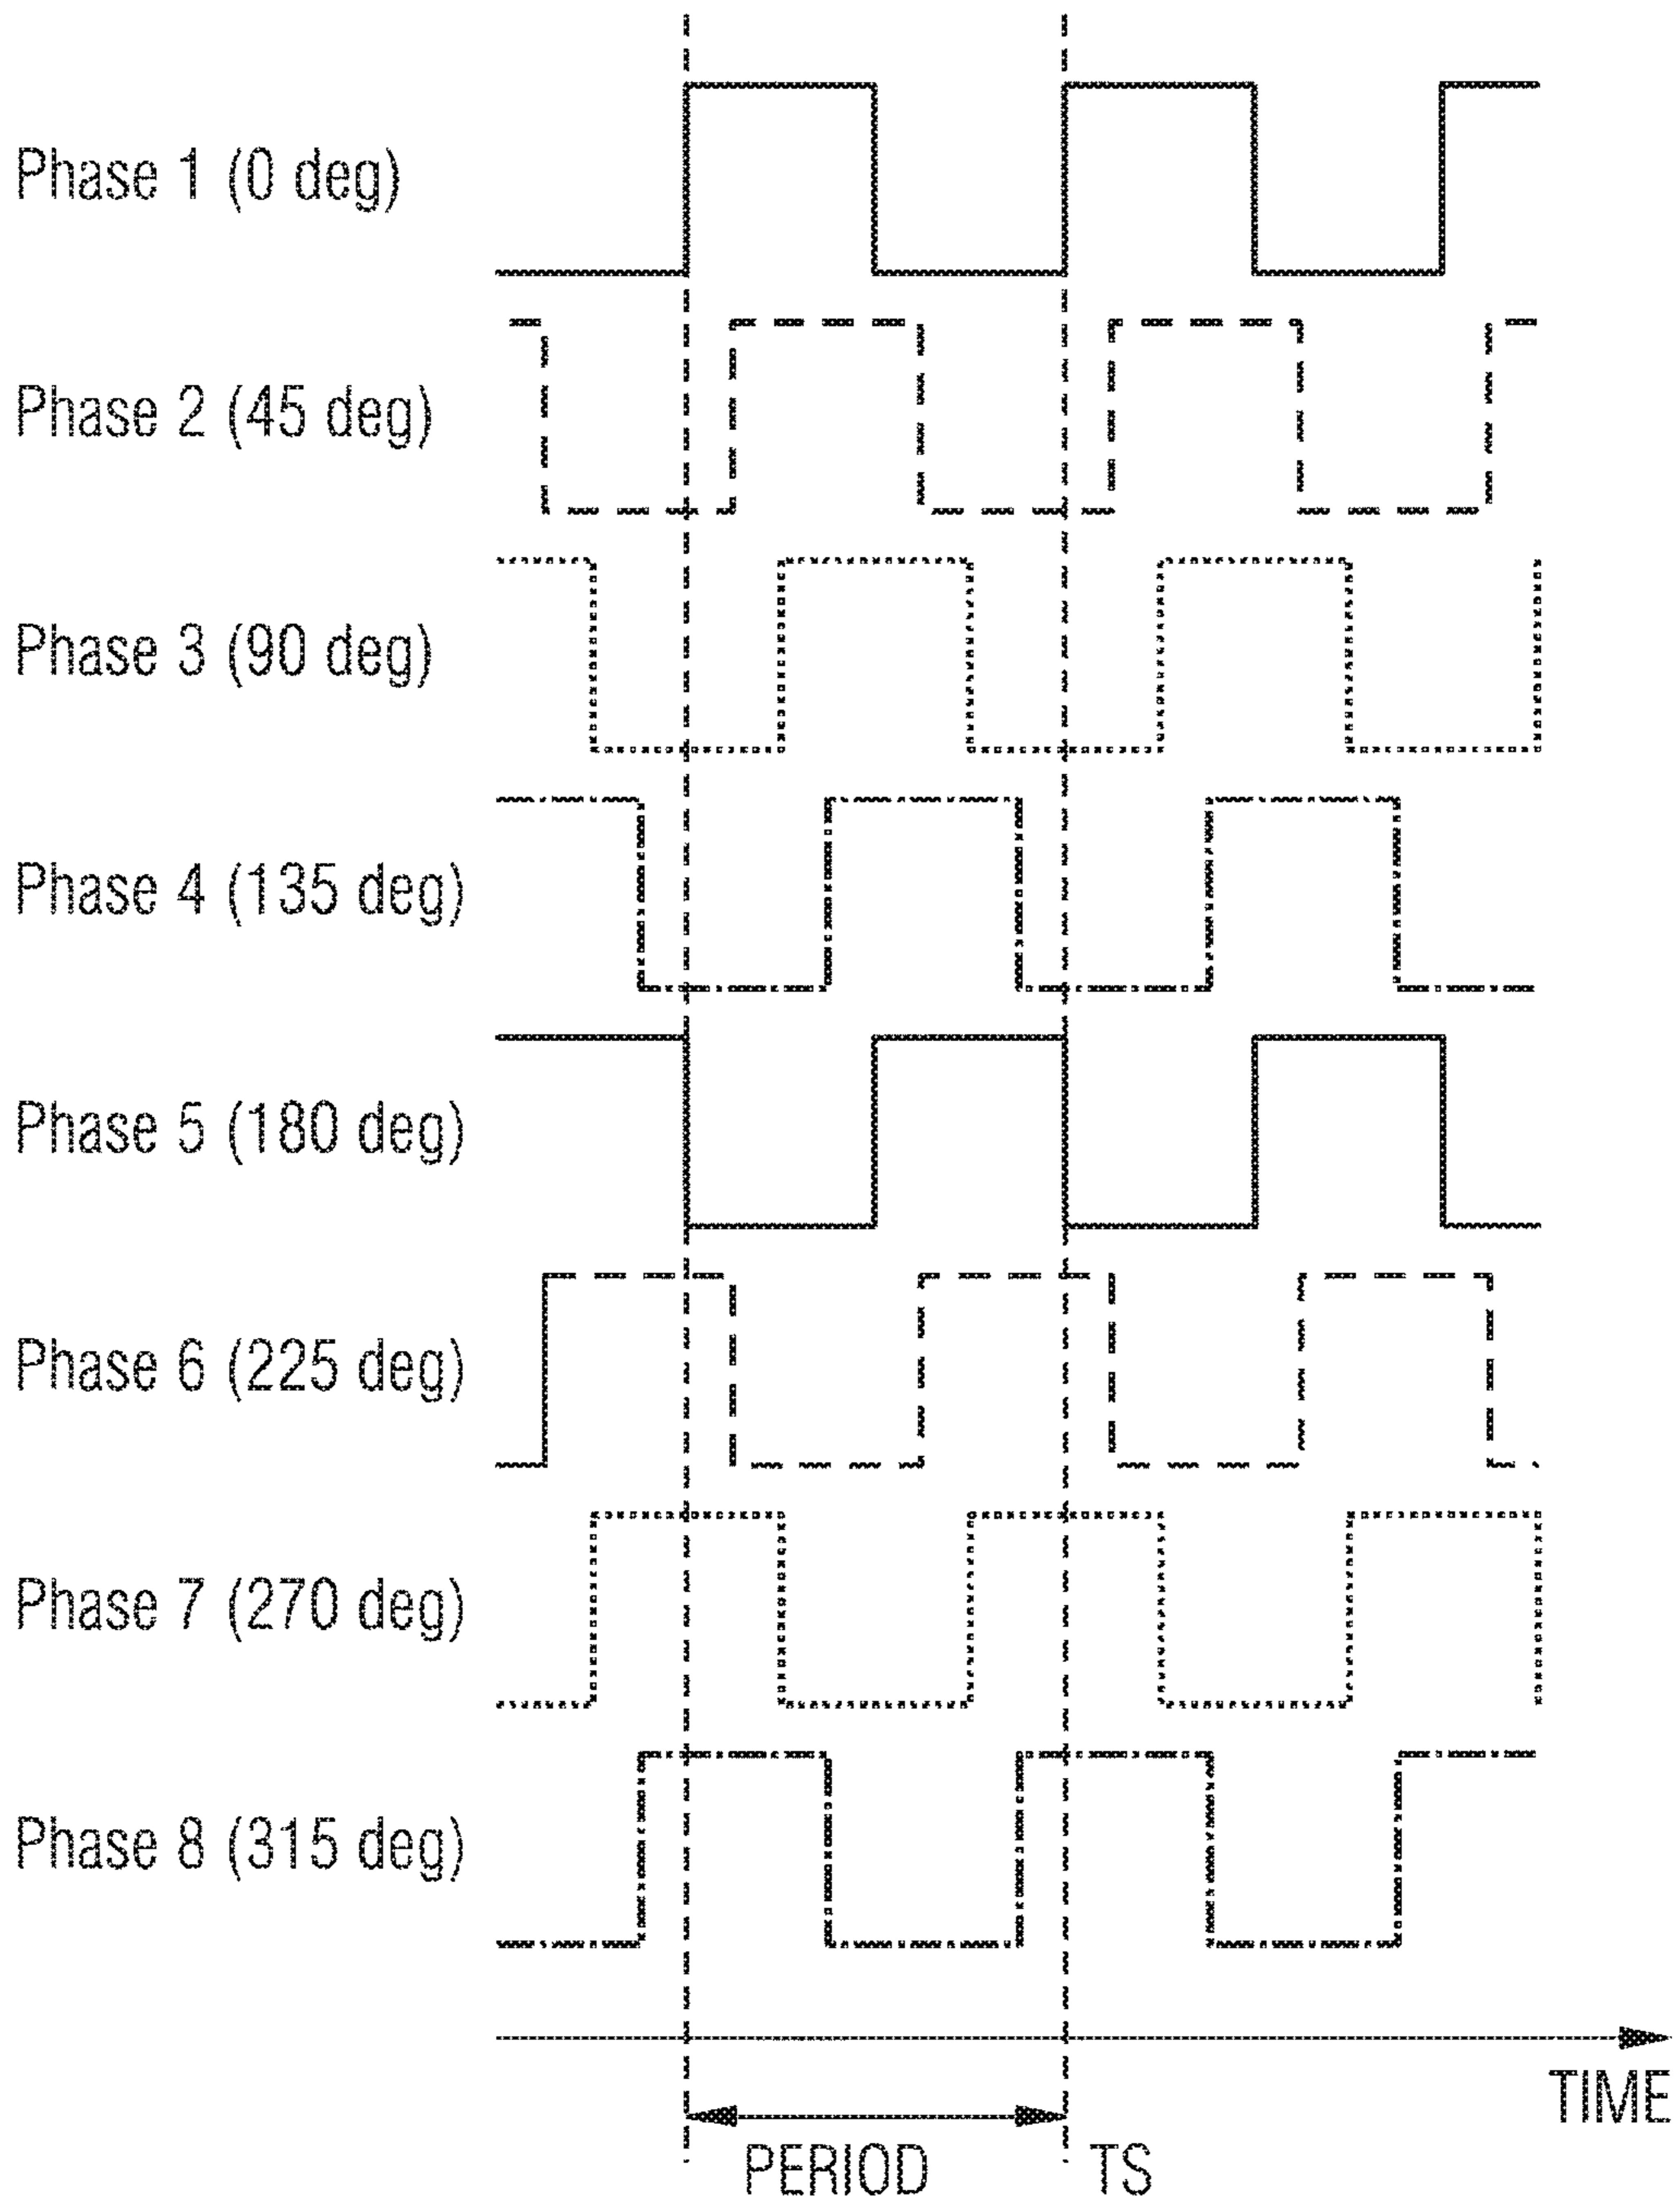 Phase 1 (0 deg)
Phase 2 (45 deg)
Phase 3 (90 deg)
Phase 4 (135 deg)
Phase 5 (180 deg)
Phase 6 (225 deg)
Phase 7 (270 deg)
Phase 8 (315 deg)
TIME
PERIOD
TS